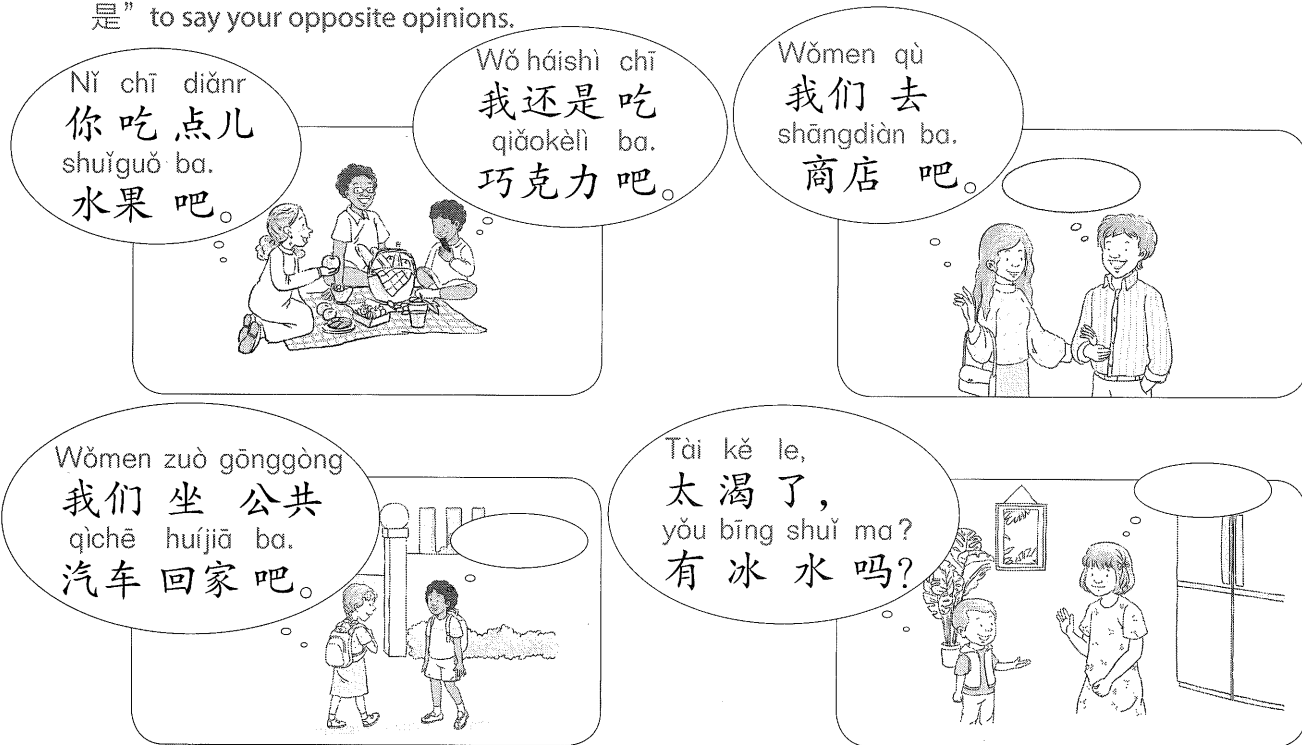 是” to say your opposite opinions.
Nǐ chī diǎnr
你 吃 点儿
shuǐguǒ ba.
水果 吧。
Wǒ háishì chī
我还是 吃
qiǎokèlì ba.
巧克力 吧。
Wǒmen qù
我们 去
shāngdiàn ba.
商店 吧。
Wǒmen zuò gōnggòng
我们 坐 公共
qìchē huíjiā ba.
汽车 回家 吧。
Tài kě le,
太 渴 了,
yǒu bīng shuǐ ma?
有 冰 水 吗?